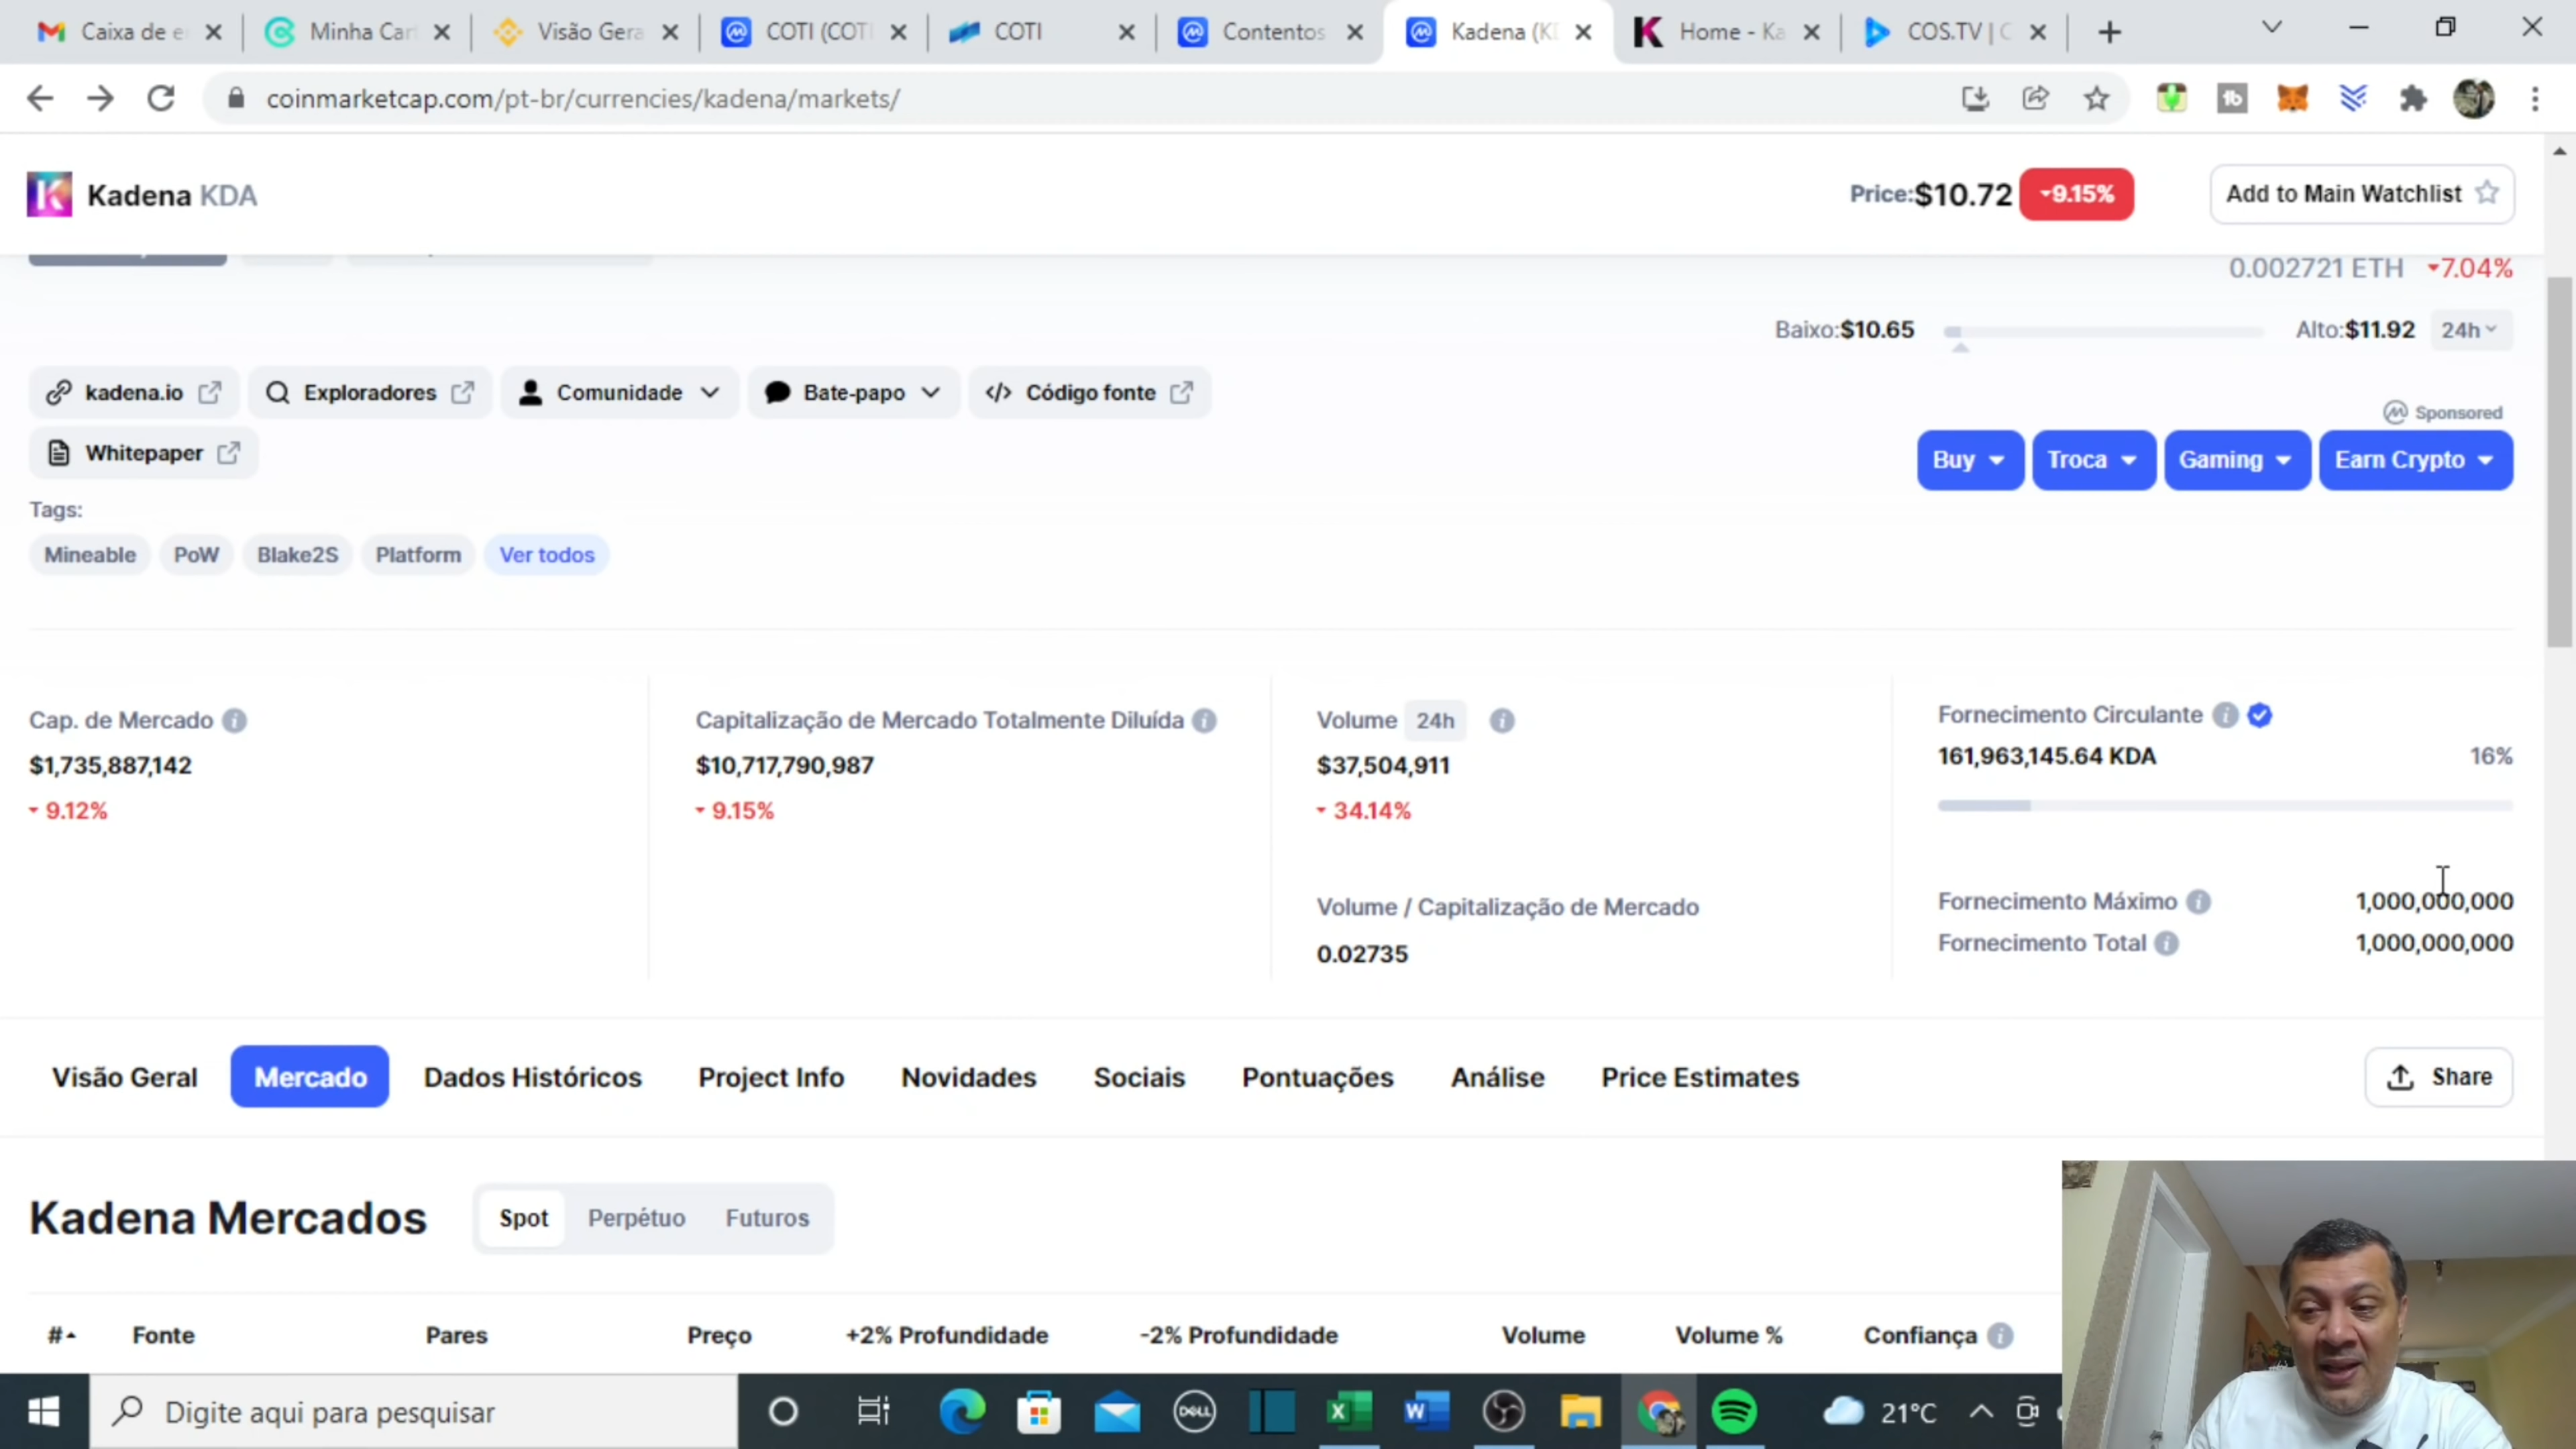 Caixa de e
Minha Car
Visão Gera
COTI (COTI
COTI
Contentos
Kadena (KD
Home - Ka
COS.TV | C
coinmarketcap.com/pt-br/currencies/kadena/markets/
tb
Kadena KDA
Price:$10.72
9.15%
Add to Main Watchlist
0.002721 ETH
7.04%
Baixo:$10.65
Alto:$11.92
24h
kadena.io
Exploradores
Comunidade
Bate-papo
</> Código fonte
Sponsored
Whitepaper
Buy
Troca
Gaming
Earn Crypto
Tags:
Mineable
PoW
Blake2S
Platform
Ver todos
Cap. de Mercado
$1,735,887,142
9.12%
Capitalização de Mercado Totalmente Diluída
$10,717,790,987
9.15%
Volume 24h
$37,504,911
34.14%
Volume / Capitalização de Mercado
0.02735
Fornecimento Circulante
161,963,145.64 KDA
16%
Fornecimento Máximo
1,000,000,000
Fornecimento Total
1,000,000,000
Visão Geral
Mercado
Dados Históricos
Project Info
Novidades
Sociais
Pontuações
Análise
Price Estimates
Share
Kadena Mercados
Spot
Perpétuo
Futuros
#
Fonte
Pares
Preço
+2% Profundidade
-2% Profundidade
Volume
Volume %
Confiança
Digite aqui para pesquisar
DELL
21°C